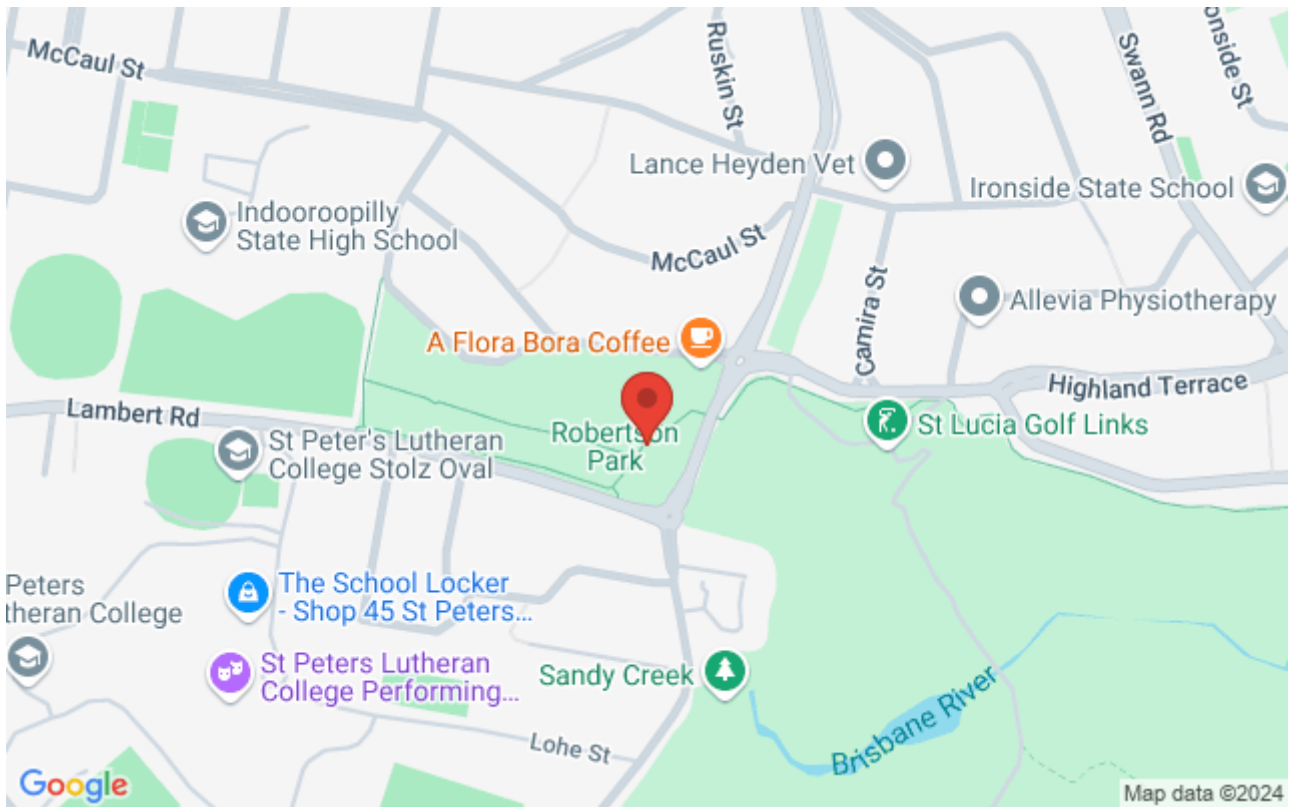 McCaul St
Ruskin St
Swann Rd
onside St
Lance Heyden Vet
Ironside State School
Indooroopilly
State High School
McCaul St
Camira St
Allevia Physiotherapy
A Flora Bora Coffee
Highland Terrace
Lambert Rd
St Lucia Golf Links
Robertson
Park
St Peter's Lutheran
College Stolz Oval
Peters
theran College
The School Locker
- Shop 45 St Peters...
St Peters Lutheran
College Performing...
Sandy Creek
Brisbane River
Lohe St
Google
Map data ©2024